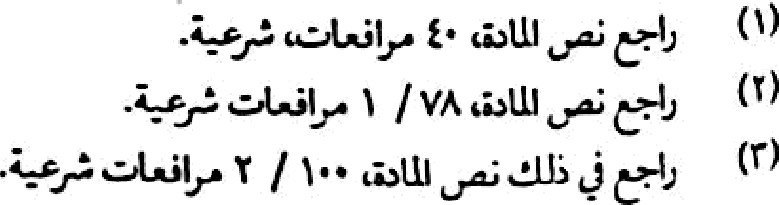 (١) راجع نص المادة، ٤٠ مرافعات، شرعية.
(٢) راجع نص المادة، ٧٨ / ١ مرافعات شرعية.
(٣) راجع في ذلك نص المادة، ١٠٠ / ٢ مرافعات شرعية.